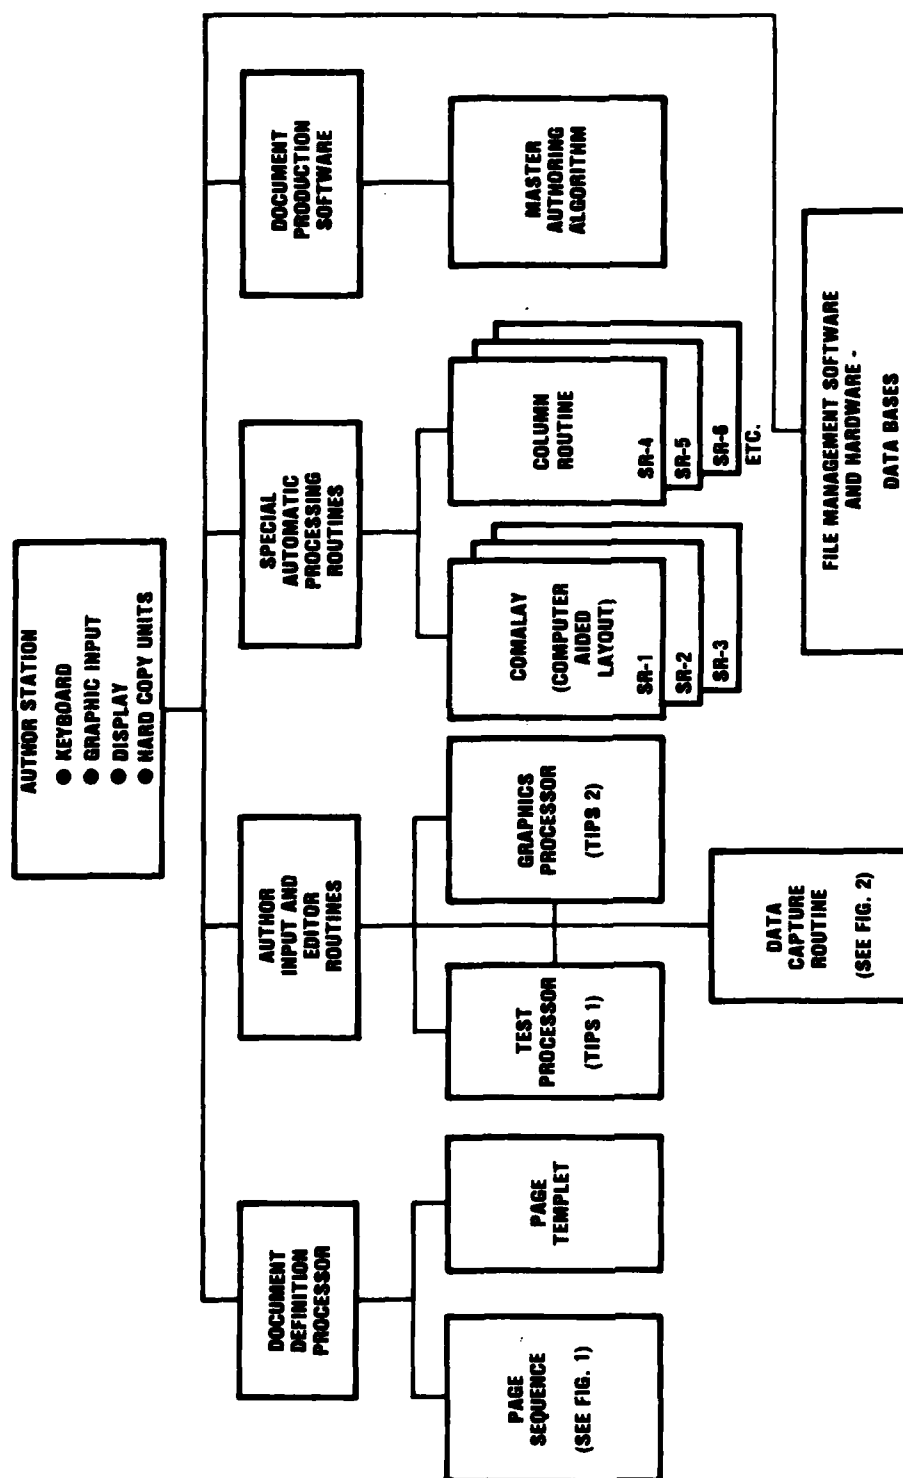 AUTHOR STATION
● KEYBOARD
● GRAPHIC INPUT
● DISPLAY
● HARD COPY UNITS
DOCUMENT
DEFINITION
PROCESSOR
AUTHOR
INPUT AND
EDITOR
ROUTINES
SPECIAL
AUTOMATIC
PROCESSING
ROUTINES
DOCUMENT
PRODUCTION
SOFTWARE
PAGE
SEQUENCE
(SEE FIG. 1)
PAGE
TEMPLET
TEST
PROCESSOR
(TIPS 1)
GRAPHICS
PROCESSOR
(TIPS 2)
COMALAY
(COMPUTER
AIDED
LAYOUT)
SR-1
SR-2
SR-3
COLUMN
ROUTINE
SR-4
SR-5
SR-6
ETC.
MASTER
AUTHORING
ALGORITHM
DATA
CAPTURE
ROUTINE
(SEE FIG. 2)
FILE MANAGEMENT SOFTWARE
AND HARDWARE -
DATA BASES